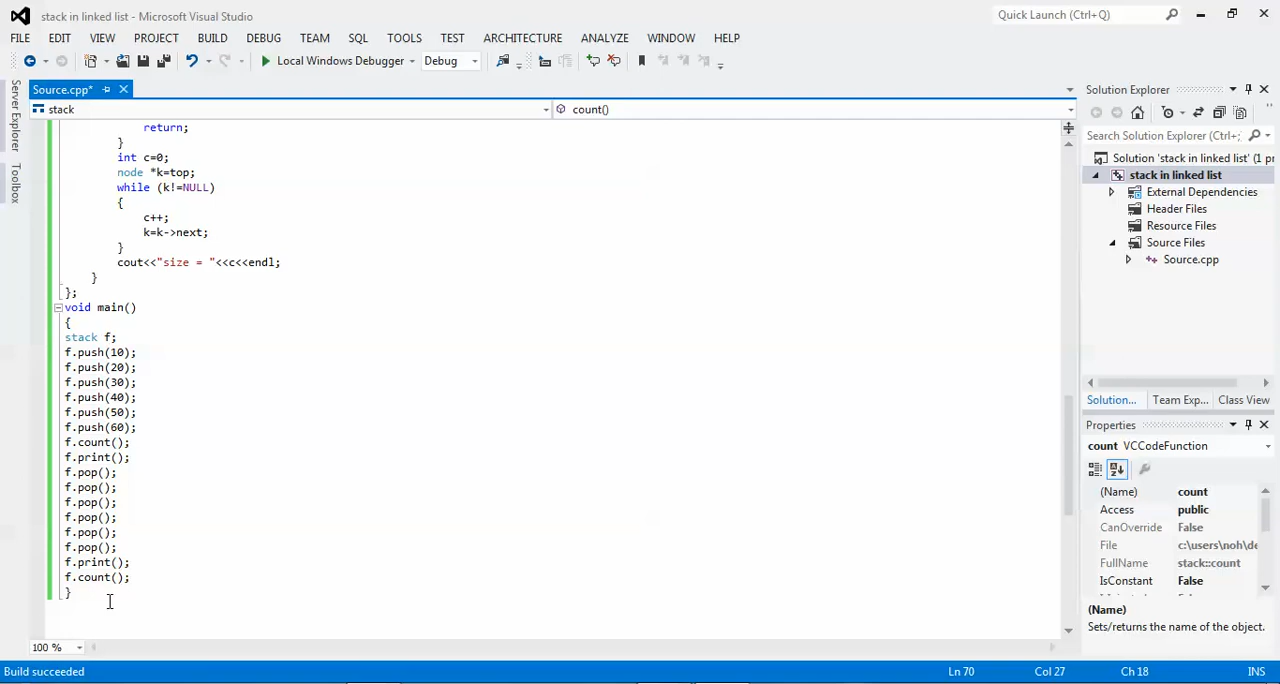 stack in linked list - Microsoft Visual Studio
Quick Launch (Ctrl+Q)
FILE EDIT VIEW PROJECT BUILD DEBUG TEAM SQL TOOLS TEST ARCHITECTURE ANALYZE WINDOW HELP
Local Windows Debugger Debug
Server Explorer
Toolbox
Source.cpp*
stack count()
return;
}
int c=0;
node *k=top;
while (k!=NULL)
{
c++;
k=k->next;
}
cout<<"size = "<<c<<endl;
}
};
void main()
{
stack f;
f.push(10);
f.push(20);
f.push(30);
f.push(40);
f.push(50);
f.push(60);
f.count();
f.print();
f.pop();
f.pop();
f.pop();
f.pop();
f.pop();
f.pop();
f.print();
f.count();
}
100 %
Solution Explorer
Search Solution Explorer (Ctrl+;
Solution 'stack in linked list' (1 pr
stack in linked list
External Dependencies
Header Files
Resource Files
Source Files
Source.cpp
Solution... Team Exp... Class View
Properties
count VCCodeFunction
(Name) count
Access public
CanOverride False
File c:\users\noh\de
FullName stack::count
IsConstant False
(Name)
Sets/returns the name of the object.
Build succeeded Ln 70 Col 27 Ch 18 INS